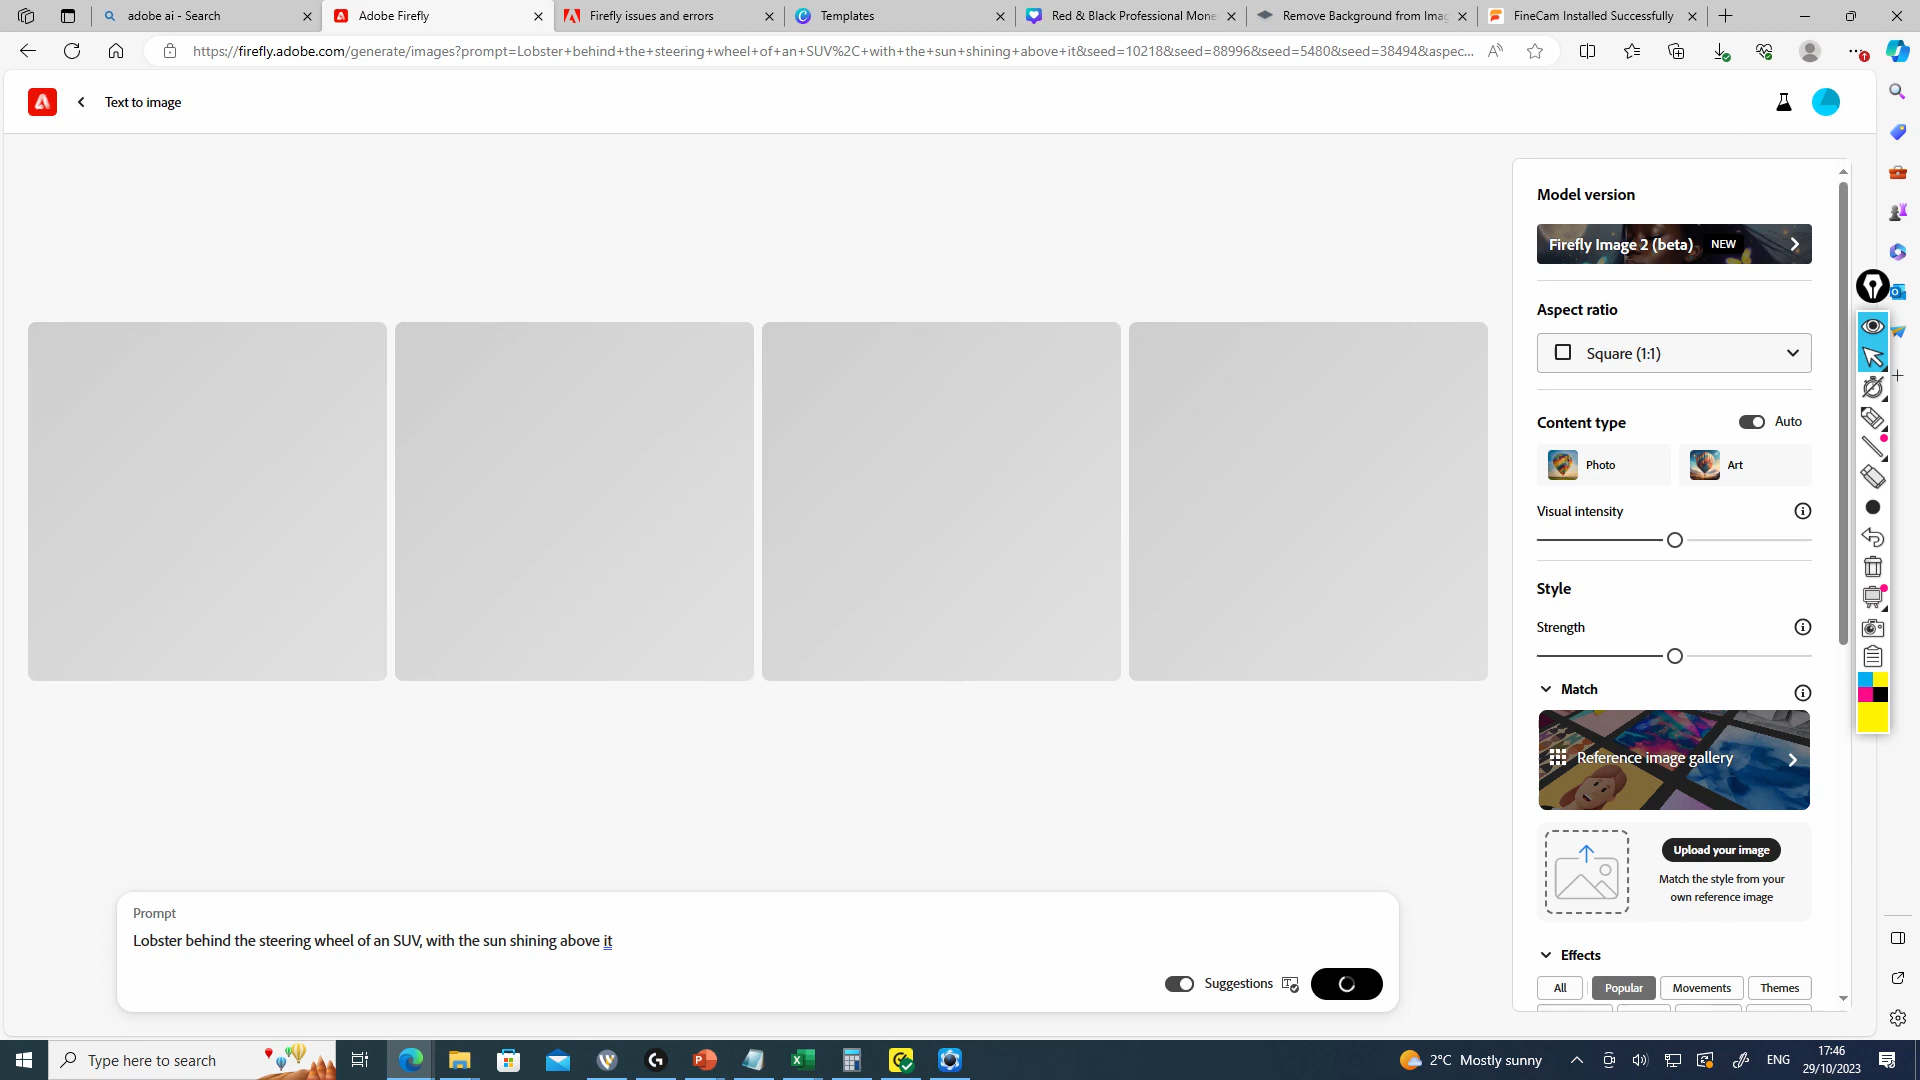 adobe ai - Search
Adobe Firefly
Firefly issues and errors
Templates
Red & Black Professional Mone
Remove Background from Imag
FineCam Installed Successfully
https://firefly.adobe.com/generate/images?prompt=Lobster+behind+the+steering+wheel+of+an+SUV%2C+with+the+sun+shining+above+it&seed=10218&seed=88996&seed=5480&seed=38494&aspec...
Text to image
Model version
Firefly Image 2 (beta) NEW
Aspect ratio
Square (1:1)
Content type Auto
Photo Art
Visual intensity
Style
Strength
Match
Reference image gallery
Upload your image
Match the style from your
own reference image
Effects
All Popular Movements Themes
Prompt
Lobster behind the steering wheel of an SUV, with the sun shining above it
Suggestions
Type here to search
2°C Mostly sunny
ENG
17:46
29/10/2023